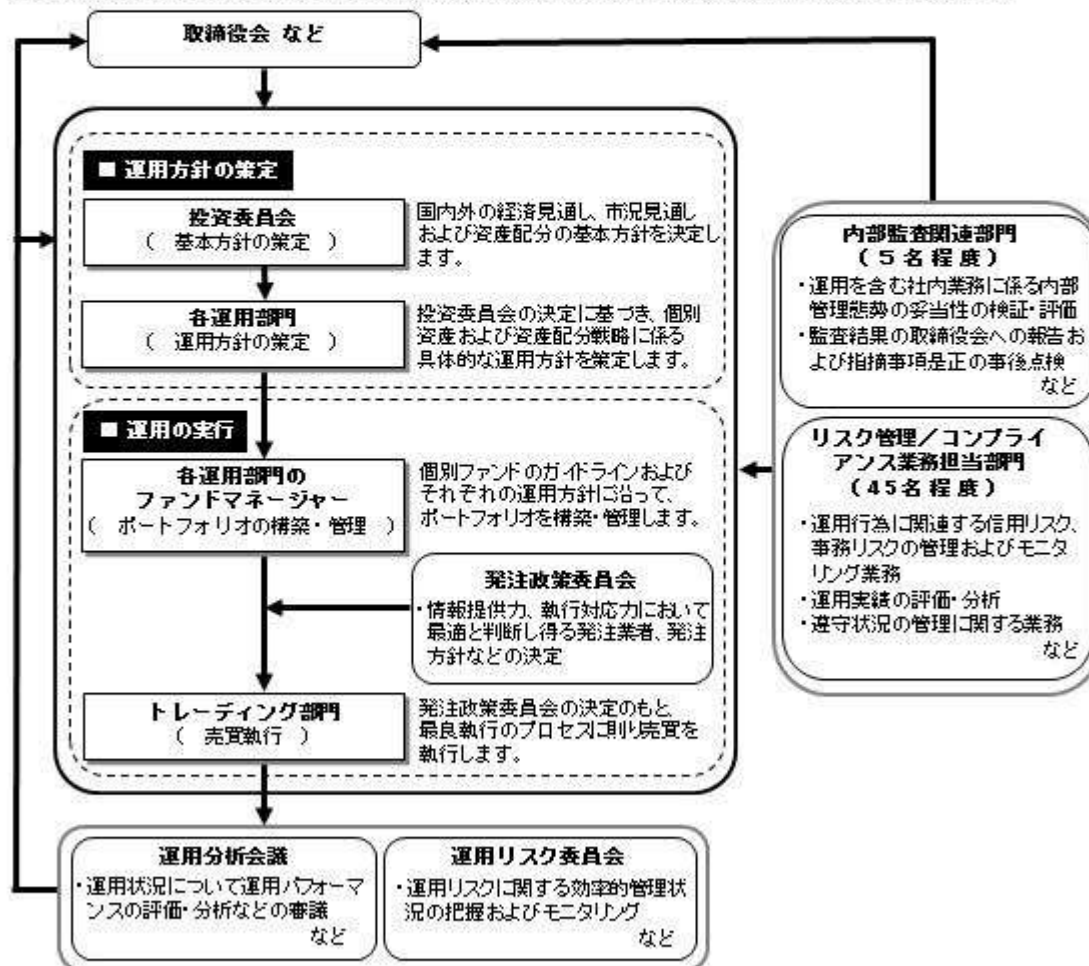 取締役会 など
■ 運用方針の策定
投資委員会
( 基本方針の策定 )
国内外の経済見通し、市況見通し
および資産配分の基本方針を決定し
ます。
各運用部門
( 運用方針の策定 )
投資委員会の決定に基づき、個別
資産および資産配分戦略に係る
具体的な運用方針を策定します。
■ 運用の実行
各運用部門の
ファンドマネージャー
( ポートフォリオの構築・管理 )
個別ファンドのガイドラインおよび
それぞれの運用方針に沿って、
ポートフォリオを構築・管理します。
発注政策委員会
・情報提供力、執行対応力において
最適と判断し得る発注業者、発注
方針などの決定
トレーディング部門
( 売買執行 )
発注政策委員会の決定のもと、
最良執行のプロセスに則り売買を
執行します。
運用分析会議
・運用状況について運用パフォーマ
ンスの評価・分析などの審議
など
運用リスク委員会
・運用リスクに関する効率的管理状
況の把握およびモニタリング
など
内部監査関連部門
(5名程度)
・運用を含む社内業務に係る内部
管理態勢の妥当性の検証・評価
・監査結果の取締役会への報告お
よび指摘事項是正の事後点検
など
リスク管理/コンプライ
アンス業務担当部門
(45名程度)
・運用行為に関連する信用リスク、
事務リスクの管理およびモニタ
リング業務
・運用実績の評価・分析
・遵守状況の管理に関する業務
など